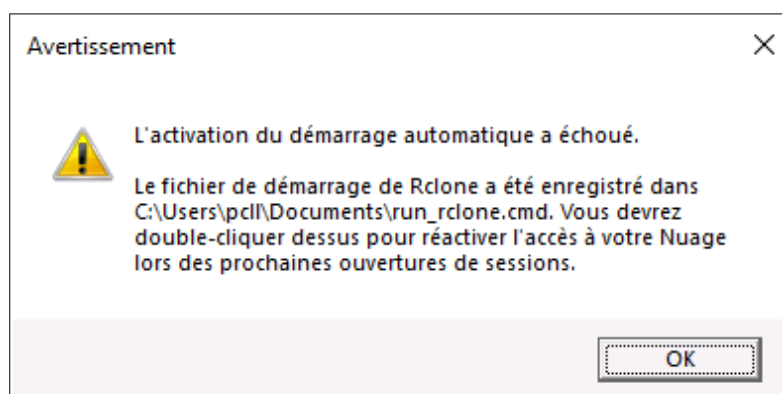 Avertissement
L'activation du démarrage automatique a échoué.
Le fichier de démarrage de Rclone a été enregistré dans
C:\Users\pcll\Documents\run_rclone.cmd. Vous devrez
double-cliquer dessus pour réactiver l'accès à votre Nuage
lors des prochaines ouvertures de sessions.
OK